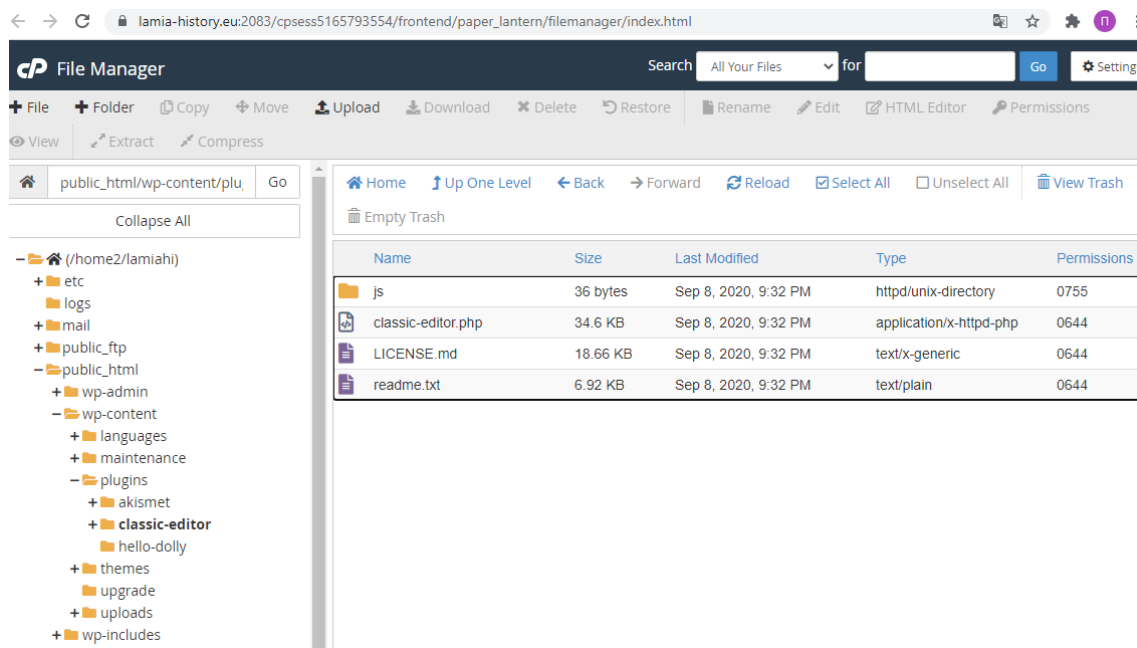 lamia-history.eu:2083/cpsess5165793554/frontend/paper_lantern/filemanager/index.html
П
cP File Manager
Search All Your Files for Go Setting
File Folder Copy Move Upload Download Delete Restore Rename Edit HTML Editor Permissions
View Extract Compress
public_html/wp-content/plu Go
Home Up One Level Back Forward Reload Select All Unselect All View Trash
Collapse All
Empty Trash
(/home2/lamiahi)
etc
logs
mail
public_ftp
public_html
wp-admin
wp-content
languages
maintenance
plugins
akismet
classic-editor
hello-dolly
themes
upgrade
uploads
wp-includes
Name Size Last Modified Type Permissions
js 36 bytes Sep 8, 2020, 9:32 PM httpd/unix-directory 0755
classic-editor.php 34.6 KB Sep 8, 2020, 9:32 PM application/x-httpd-php 0644
LICENSE.md 18.66 KB Sep 8, 2020, 9:32 PM text/x-generic 0644
readme.txt 6.92 KB Sep 8, 2020, 9:32 PM text/plain 0644